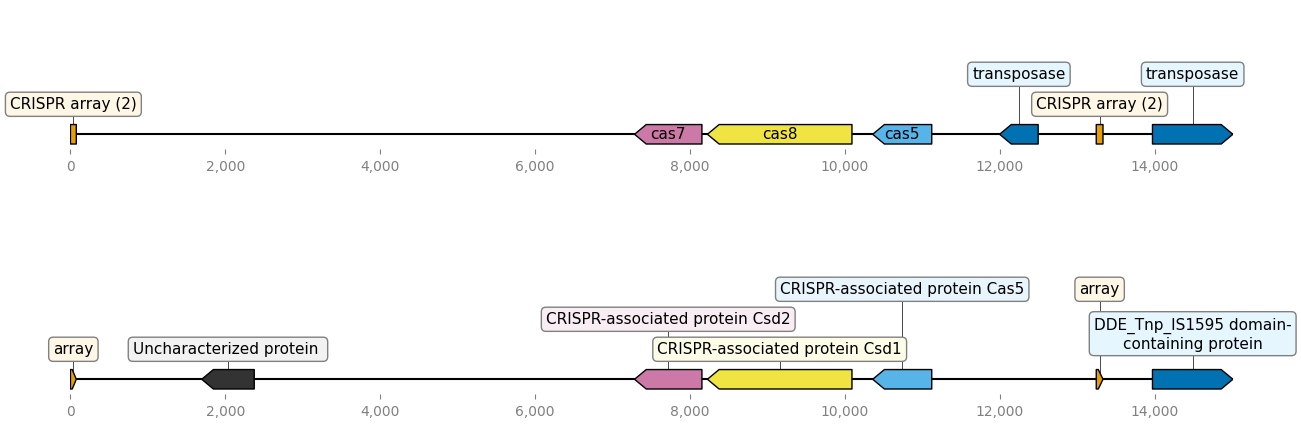 transposase
transposase
CRISPR array (2)
CRISPR array (2)
cas7
cas8
cas5
0
2,000
4,000
6,000
8,000
10,000
12,000
14,000
CRISPR-associated protein Cas5
array
CRISPR-associated protein Csd2
DDE_Tnp_IS1595 domain-
containing protein
array
Uncharacterized protein
CRISPR-associated protein Csd1
0
2,000
4,000
6,000
8,000
10,000
12,000
14,000